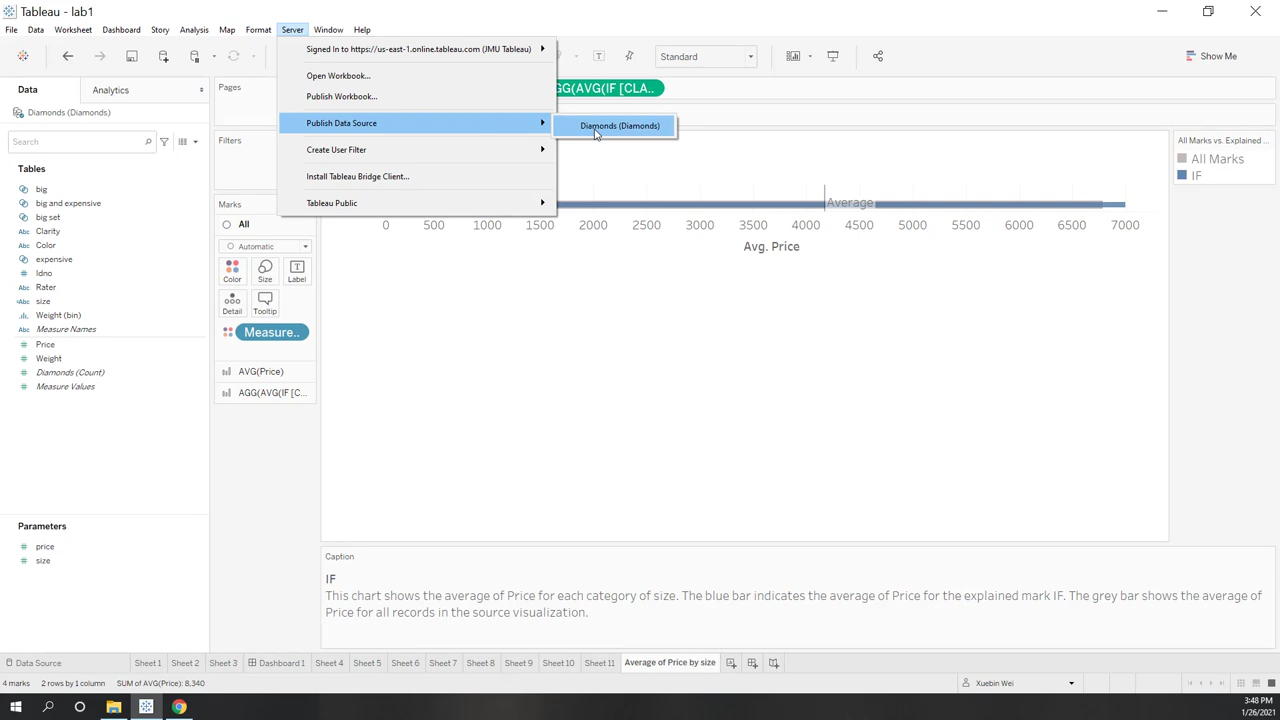 Tableau - lab1
File Data Worksheet Dashboard Story Analysis Map Format Server Window Help
Signed In to https://us-east-1.online.tableau.com (JMU Tableau)
Open Workbook...
Publish Workbook...
Publish Data Source
Diamonds (Diamonds)
Create User Filter
Install Tableau Bridge Client...
Tableau Public
Standard
Show Me
Data
Analytics
Diamonds (Diamonds)
Search
Tables
big
big and expensive
big set
Clarity
Color
expensive
Idno
Rater
size
Weight (bin)
Measure Names
Price
Weight
Diamonds (Count)
Measure Values
Parameters
price
size
Pages
Filters
Marks
All
Automatic
Color Size Label
Detail Tooltip
Measure..
AVG(Price)
AGG(AVG(IF [C...
GG(AVG(IF [CLA..
Average
0 500 1000 1500 2000 2500 3000 3500 4000 4500 5000 5500 6000 6500 7000
Avg. Price
All Marks vs. Explained ...
All Marks
IF
Caption
IF
This chart shows the average of Price for each category of size. The blue bar indicates the average of Price for the explained mark IF. The grey bar shows the average of
Price for all records in the source visualization.
Data Source Sheet 1 Sheet 2 Sheet 3 Dashboard 1 Sheet 4 Sheet 5 Sheet 6 Sheet 7 Sheet 8 Sheet 9 Sheet 10 Sheet 11 Average of Price by size
4 marks 2 rows by 1 column SUM of AVG(Price): 8,340
Xuebin Wei
3:48 PM
1/26/2021